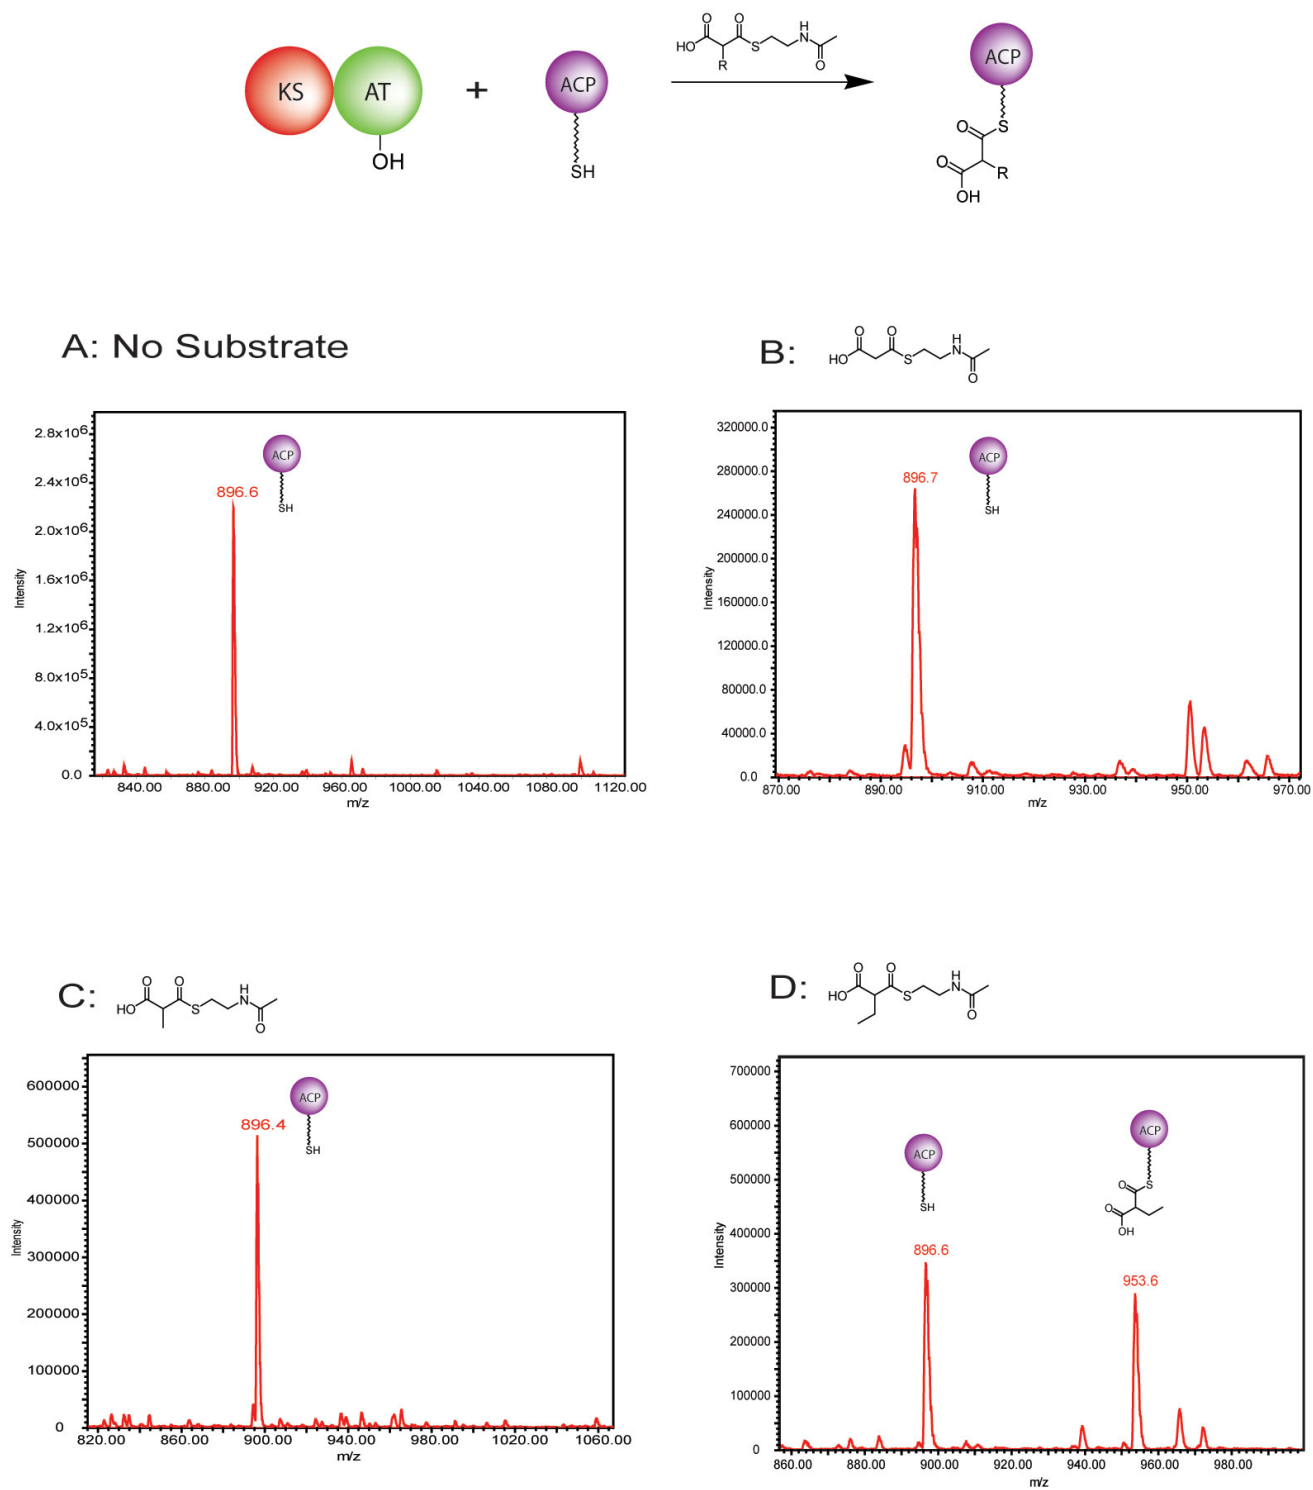 KS AT + ACP
OH
SH
O O H
HO S N
R O
ACP
S
O
O R
OH
A: No Substrate
2.8x10⁶
2.4x10⁶
2.0x10⁶
1.6x10⁶
1.2x10⁶
8.0x10⁵
4.0x10⁵
0.0
Intensity
896.6
ACP
SH
840.00 880.00 920.00 960.00 1000.00 1040.00 1080.00 1120.00
m/z
B:
O O H
HO S N
O
320000.0
280000.0
240000.0
200000.0
160000.0
120000.0
80000.0
40000.0
0.0
Intensity
896.7
ACP
SH
870.00 890.00 910.00 930.00 950.00 970.00
m/z
C:
O O H
HO S N
O
600000
500000
400000
300000
200000
100000
0
Intensity
896.4
ACP
SH
820.00 860.00 900.00 940.00 980.00 1020.00 1060.00
m/z
D:
O O H
HO S N
O
700000
600000
500000
400000
300000
200000
100000
0
Intensity
ACP
SH
896.6
ACP
S
O
O
OH
953.6
860.00 880.00 900.00 920.00 940.00 960.00 980.00
m/z